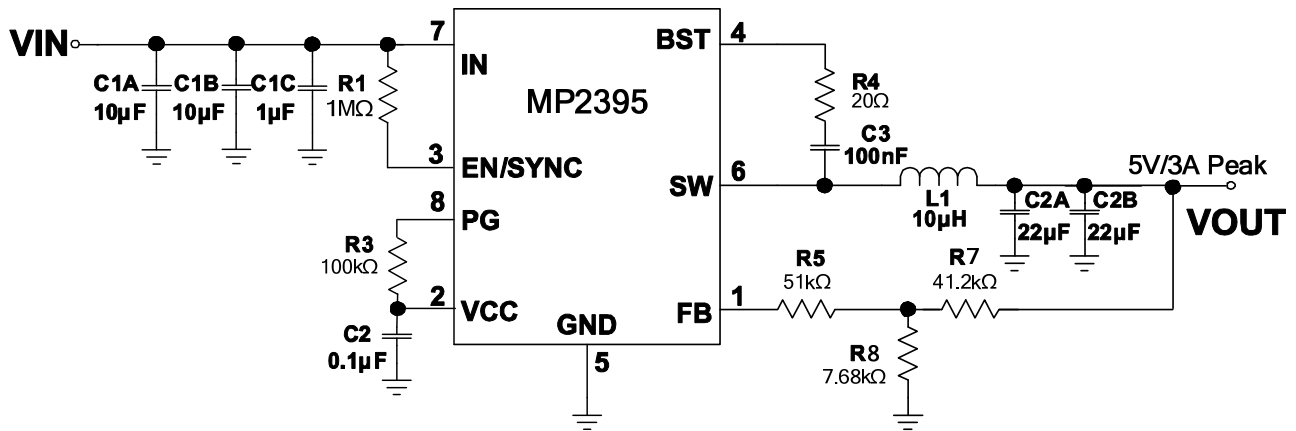 VIN
C1A
10µF
C1B
10µF
C1C
1µF
R1
1MΩ
7
IN
3
EN/SYNC
8
PG
R3
100kΩ
2
VCC
C2
0.1µF
MP2395
GND
5
BST
4
R4
20Ω
C3
100nF
SW
6
L1
10µH
C2A
22µF
C2B
22µF
5V/3A Peak
VOUT
FB
1
R5
51kΩ
R7
41.2kΩ
R8
7.68kΩ